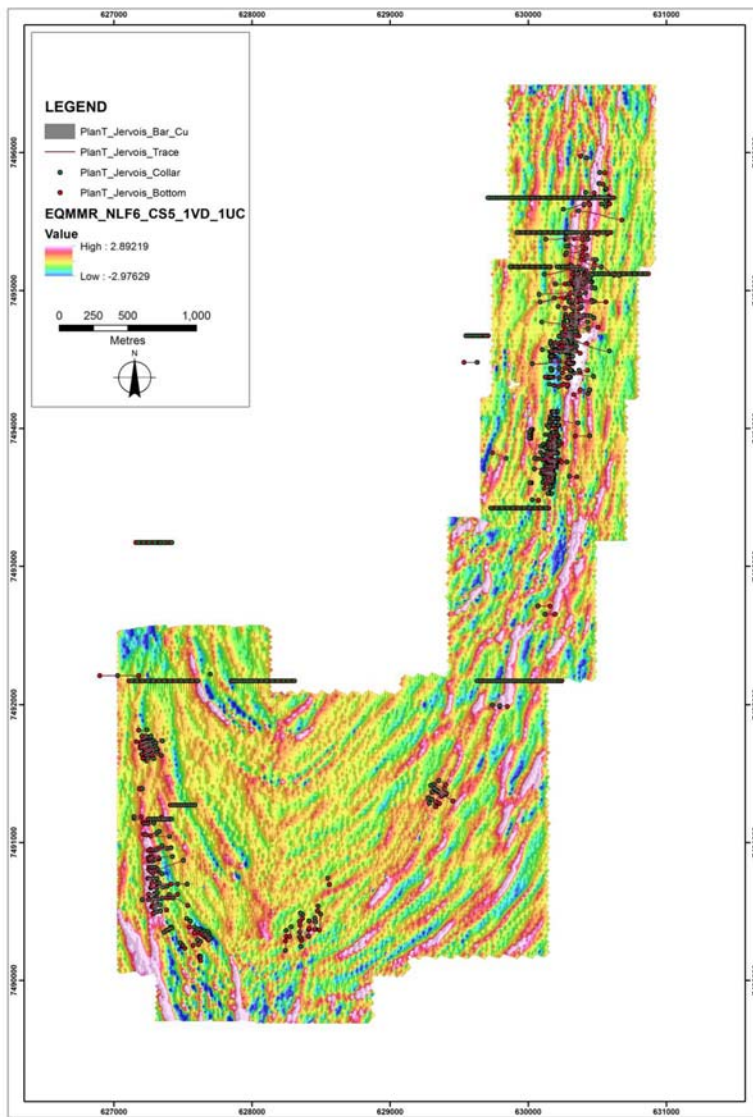 627000 628000 629000 630000 631000
LEGEND
PlanT_Jervois_Bar_Cu
PlanT_Jervois_Trace
PlanT_Jervois_Collar
PlanT_Jervois_Bottom
EQMMR_NLF6_CS5_1VD_1UC
Value
High : 2.89219
Low : -2.97629
0 250 500 1,000
Metres
N
7496000
7495000
7494000
7493000
7492000
7491000
7490000
627000 628000 629000 630000 631000